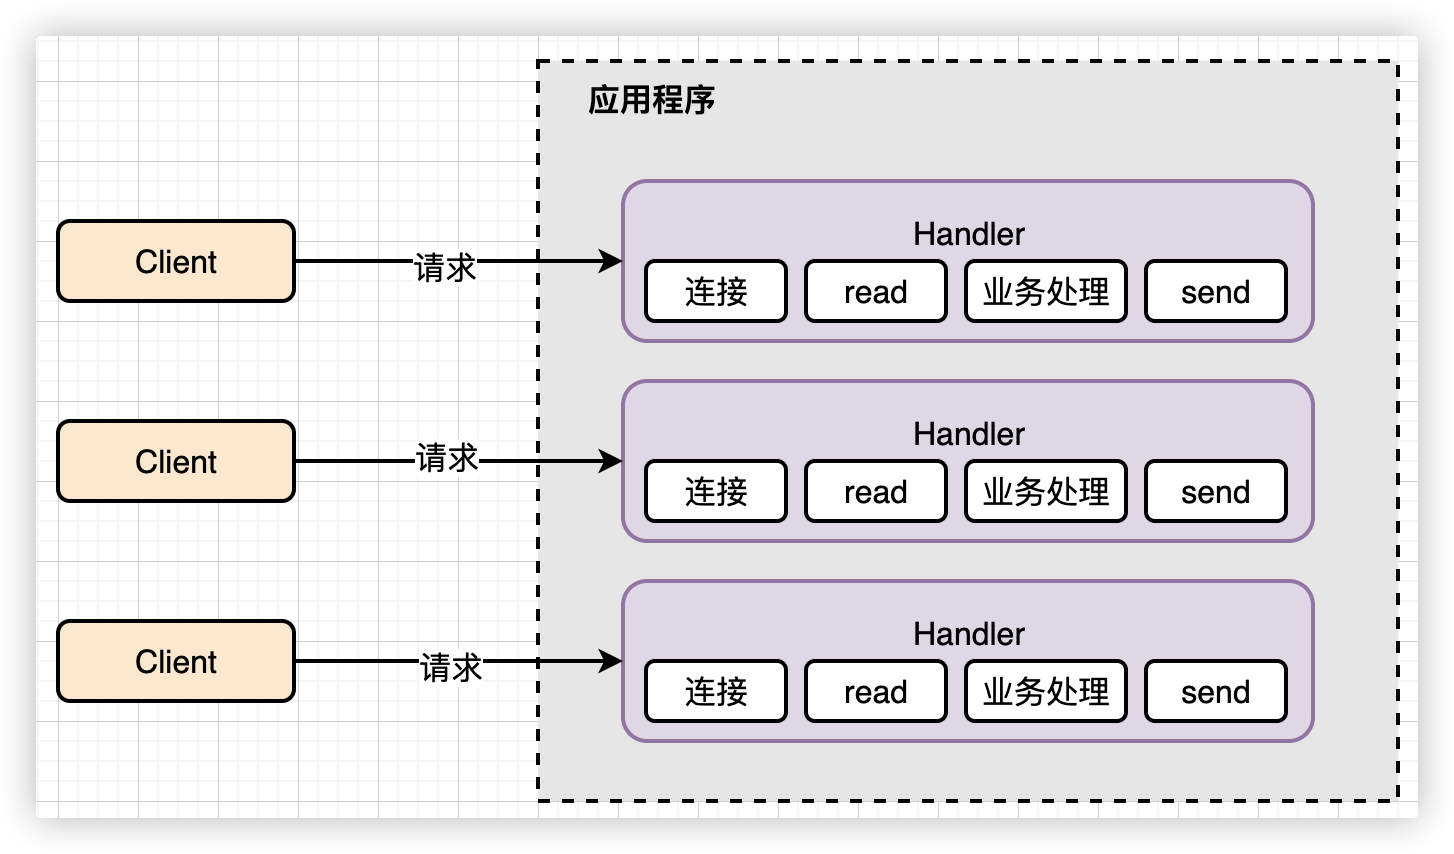 应用程序
Client
请求
Handler
连接
read
业务处理
send
Client
请求
Handler
连接
read
业务处理
send
Client
请求
Handler
连接
read
业务处理
send